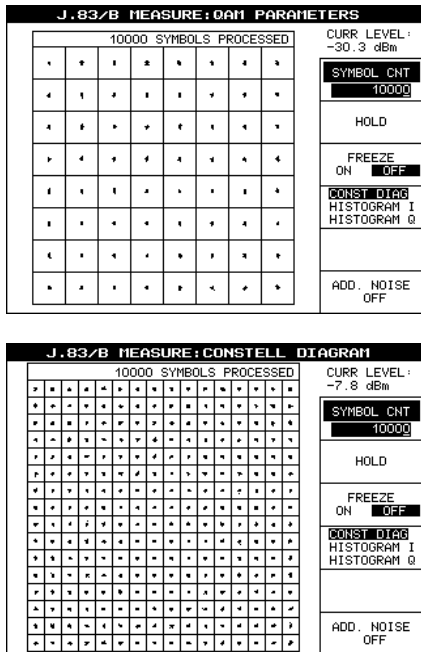 J.83/B MEASURE:QAM PARAMETERS
10000 SYMBOLS PROCESSED
CURR LEVEL:
-30.3 dBm
SYMBOL CNT
10000
HOLD
FREEZE
ON OFF
CONST DIAG
HISTOGRAM I
HISTOGRAM Q
ADD. NOISE
OFF
J.83/B MEASURE:CONSTELL DIAGRAM
10000 SYMBOLS PROCESSED
CURR LEVEL:
-7.8 dBm
SYMBOL CNT
10000
HOLD
FREEZE
ON OFF
CONST DIAG
HISTOGRAM I
HISTOGRAM Q
ADD. NOISE
OFF